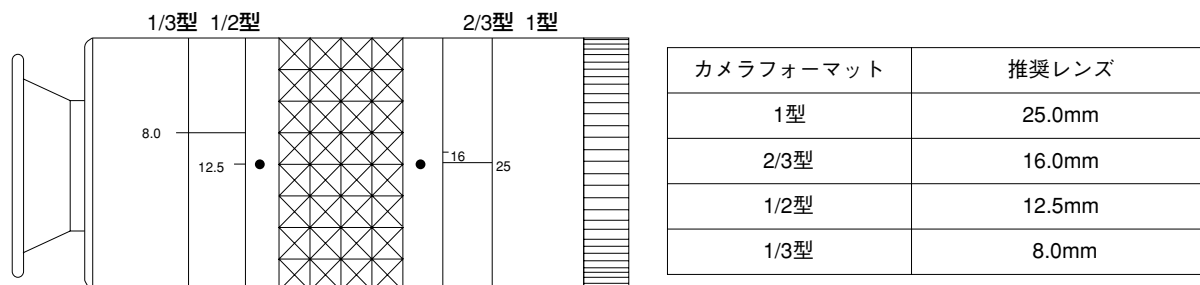 1/3型 1/2型 2/3型 1型
8.0
12.5
16
25
カメラフォーマット 推奨レンズ
1型 25.0mm
2/3型 16.0mm
1/2型 12.5mm
1/3型 8.0mm